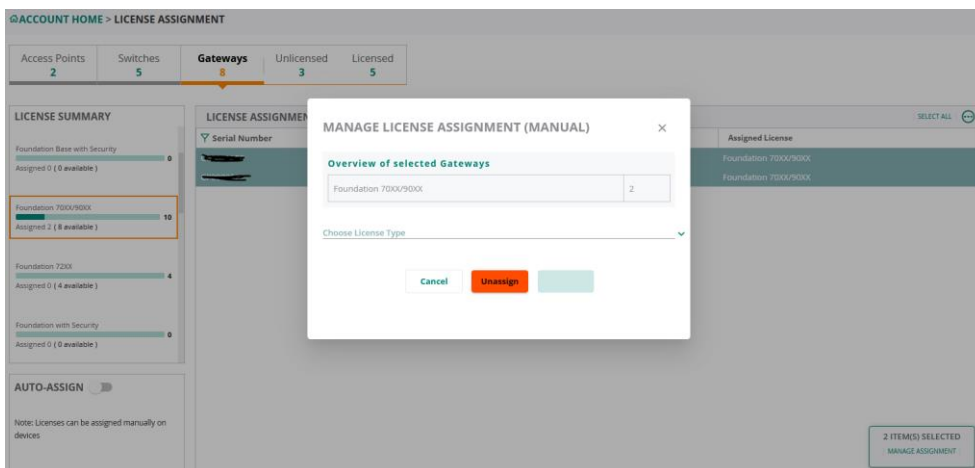 ACCOUNT HOME > LICENSE ASSIGNMENT
Access Points
2
Switches
5
Gateways
8
Unlicensed
3
Licensed
5
LICENSE SUMMARY
Foundation Base with Security
0
Assigned 0 ( 0 available )
Foundation 70XX/90XX
10
Assigned 2 ( 8 available )
Foundation 72XX
4
Assigned 0 ( 4 available )
Foundation with Security
0
Assigned 0 ( 0 available )
AUTO-ASSIGN
Note: Licenses can be assigned manually on
devices
LICENSE ASSIGNMEN
SELECT ALL
Serial Number
Assigned License
Foundation 70XX/90XX
Foundation 70XX/90XX
MANAGE LICENSE ASSIGNMENT (MANUAL)
Overview of selected Gateways
Foundation 70XX/90XX 2
Choose License Type
Cancel Unassign
2 ITEM(S) SELECTED
MANAGE ASSIGNMENT